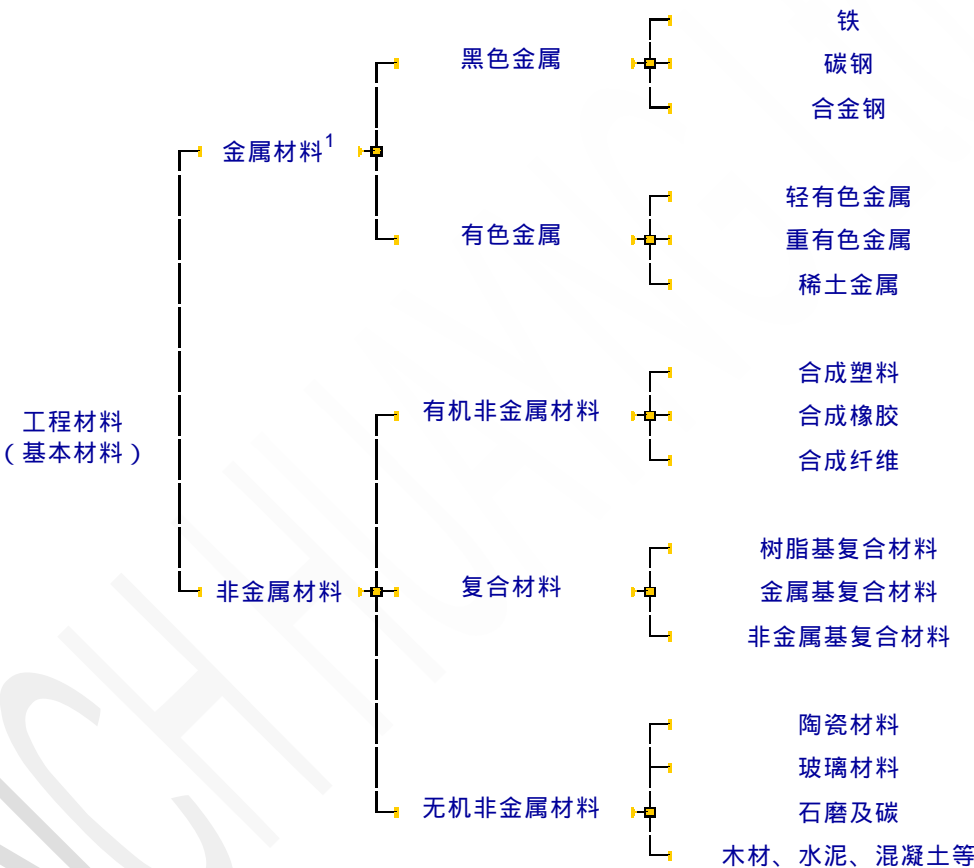 铁
黑色金属
碳钢
合金钢
金属材料1
轻有色金属
有色金属
重有色金属
稀土金属
合成塑料
工程材料
（基本材料）
有机非金属材料
合成橡胶
合成纤维
树脂基复合材料
非金属材料
复合材料
金属基复合材料
非金属基复合材料
陶瓷材料
玻璃材料
无机非金属材料
石磨及碳
木材、水泥、混凝土等